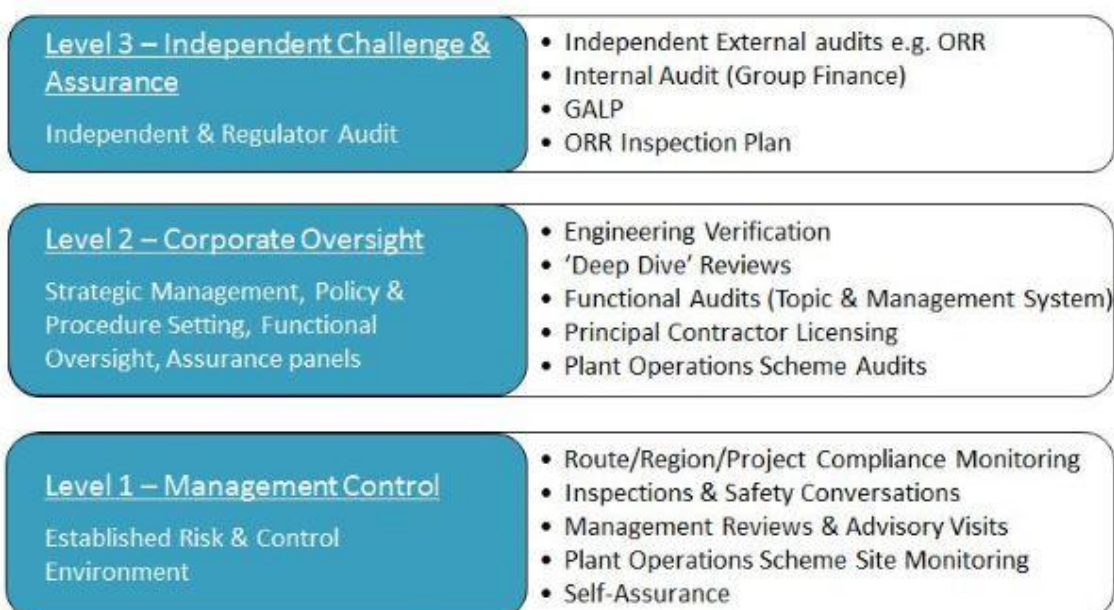 Level 3 – Independent Challenge &
Assurance
Independent & Regulator Audit
• Independent External audits e.g. ORR
• Internal Audit (Group Finance)
• GALP
• ORR Inspection Plan
Level 2 – Corporate Oversight
Strategic Management, Policy &
Procedure Setting, Functional
Oversight, Assurance panels
• Engineering Verification
• ‘Deep Dive’ Reviews
• Functional Audits (Topic & Management System)
• Principal Contractor Licensing
• Plant Operations Scheme Audits
Level 1 – Management Control
Established Risk & Control
Environment
• Route/Region/Project Compliance Monitoring
• Inspections & Safety Conversations
• Management Reviews & Advisory Visits
• Plant Operations Scheme Site Monitoring
• Self-Assurance